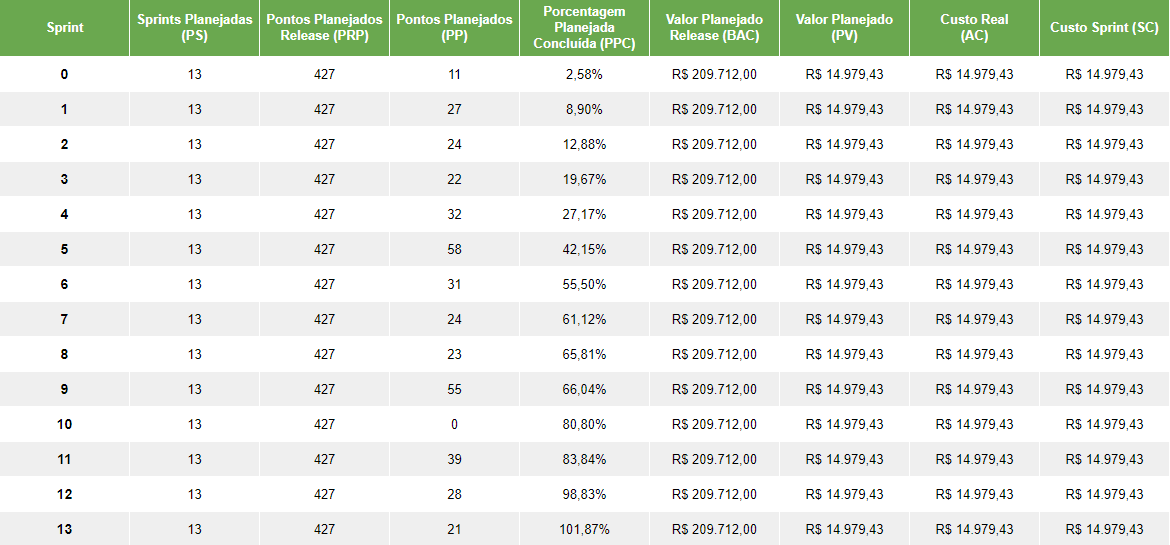 Sprint | Sprints Planejadas (PS) | Pontos Planejados Release (PRP) | Pontos Planejados (PP) | Porcentagem Planejada Concluída (PPC) | Valor Planejado Release (BAC) | Valor Planejado (PV) | Custo Real (AC) | Custo Sprint (SC)
0 | 13 | 427 | 11 | 2,58% | R$ 209.712,00 | R$ 14.979,43 | R$ 14.979,43 | R$ 14.979,43
1 | 13 | 427 | 27 | 8,90% | R$ 209.712,00 | R$ 14.979,43 | R$ 14.979,43 | R$ 14.979,43
2 | 13 | 427 | 24 | 12,88% | R$ 209.712,00 | R$ 14.979,43 | R$ 14.979,43 | R$ 14.979,43
3 | 13 | 427 | 22 | 19,67% | R$ 209.712,00 | R$ 14.979,43 | R$ 14.979,43 | R$ 14.979,43
4 | 13 | 427 | 32 | 27,17% | R$ 209.712,00 | R$ 14.979,43 | R$ 14.979,43 | R$ 14.979,43
5 | 13 | 427 | 58 | 42,15% | R$ 209.712,00 | R$ 14.979,43 | R$ 14.979,43 | R$ 14.979,43
6 | 13 | 427 | 31 | 55,50% | R$ 209.712,00 | R$ 14.979,43 | R$ 14.979,43 | R$ 14.979,43
7 | 13 | 427 | 24 | 61,12% | R$ 209.712,00 | R$ 14.979,43 | R$ 14.979,43 | R$ 14.979,43
8 | 13 | 427 | 23 | 65,81% | R$ 209.712,00 | R$ 14.979,43 | R$ 14.979,43 | R$ 14.979,43
9 | 13 | 427 | 55 | 66,04% | R$ 209.712,00 | R$ 14.979,43 | R$ 14.979,43 | R$ 14.979,43
10 | 13 | 427 | 0 | 80,80% | R$ 209.712,00 | R$ 14.979,43 | R$ 14.979,43 | R$ 14.979,43
11 | 13 | 427 | 39 | 83,84% | R$ 209.712,00 | R$ 14.979,43 | R$ 14.979,43 | R$ 14.979,43
12 | 13 | 427 | 28 | 98,83% | R$ 209.712,00 | R$ 14.979,43 | R$ 14.979,43 | R$ 14.979,43
13 | 13 | 427 | 21 | 101,87% | R$ 209.712,00 | R$ 14.979,43 | R$ 14.979,43 | R$ 14.979,43